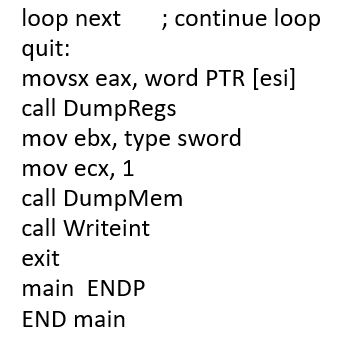 loop next ; continue loop
quit:
movsx eax, word PTR [esi]
call DumpRegs
mov ebx, type sword
mov ecx, 1
call DumpMem
call Writeint
exit
main ENDP
END main